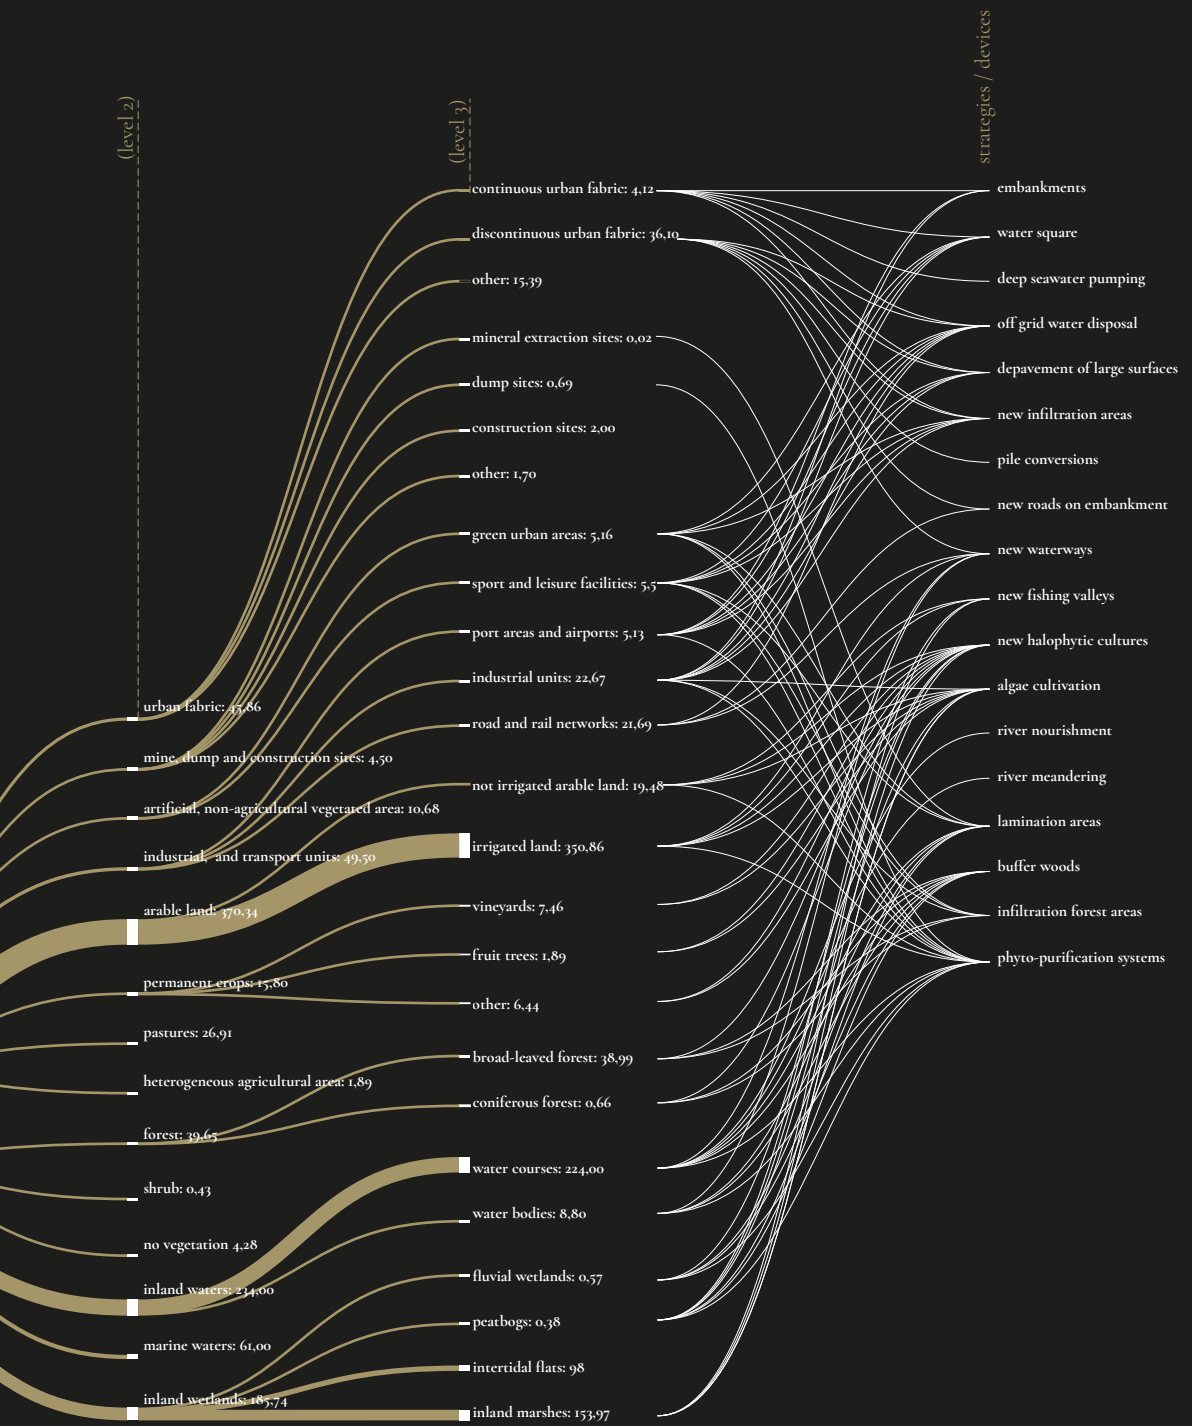 (level 2)
(level 3)
strategies / devices
urban fabric: 45,86
mine, dump and construction sites: 4,50
artificial, non-agricultural vegetated area: 10,68
industrial, and transport units: 49,50
arable land: 370,34
permanent crops: 15,80
pastures: 26,91
heterogeneous agricultural area: 1,89
forest: 39,65
shrub: 0,43
no vegetation 4,28
inland waters: 234,00
marine waters: 61,00
inland wetlands: 185,74
continuous urban fabric: 4,12
discontinuous urban fabric: 36,10
other: 15,39
mineral extraction sites: 0,02
dump sites: 0,69
construction sites: 2,00
other: 1,70
green urban areas: 5,16
sport and leisure facilities: 5,5
port areas and airports: 5,13
industrial units: 22,67
road and rail networks: 21,69
not irrigated arable land: 19,48
irrigated land: 350,86
vineyards: 7,46
fruit trees: 1,89
other: 6,44
broad-leaved forest: 38,99
coniferous forest: 0,66
water courses: 224,00
water bodies: 8,80
fluvial wetlands: 0,57
peatbogs: 0,38
intertidal flats: 98
inland marshes: 153,97
embankments
water square
deep seawater pumping
off grid water disposal
depavement of large surfaces
new infiltration areas
pile conversions
new roads on embankment
new waterways
new fishing valleys
new halophytic cultures
algae cultivation
river nourishment
river meandering
lamination areas
buffer woods
infiltration forest areas
phyto-purification systems